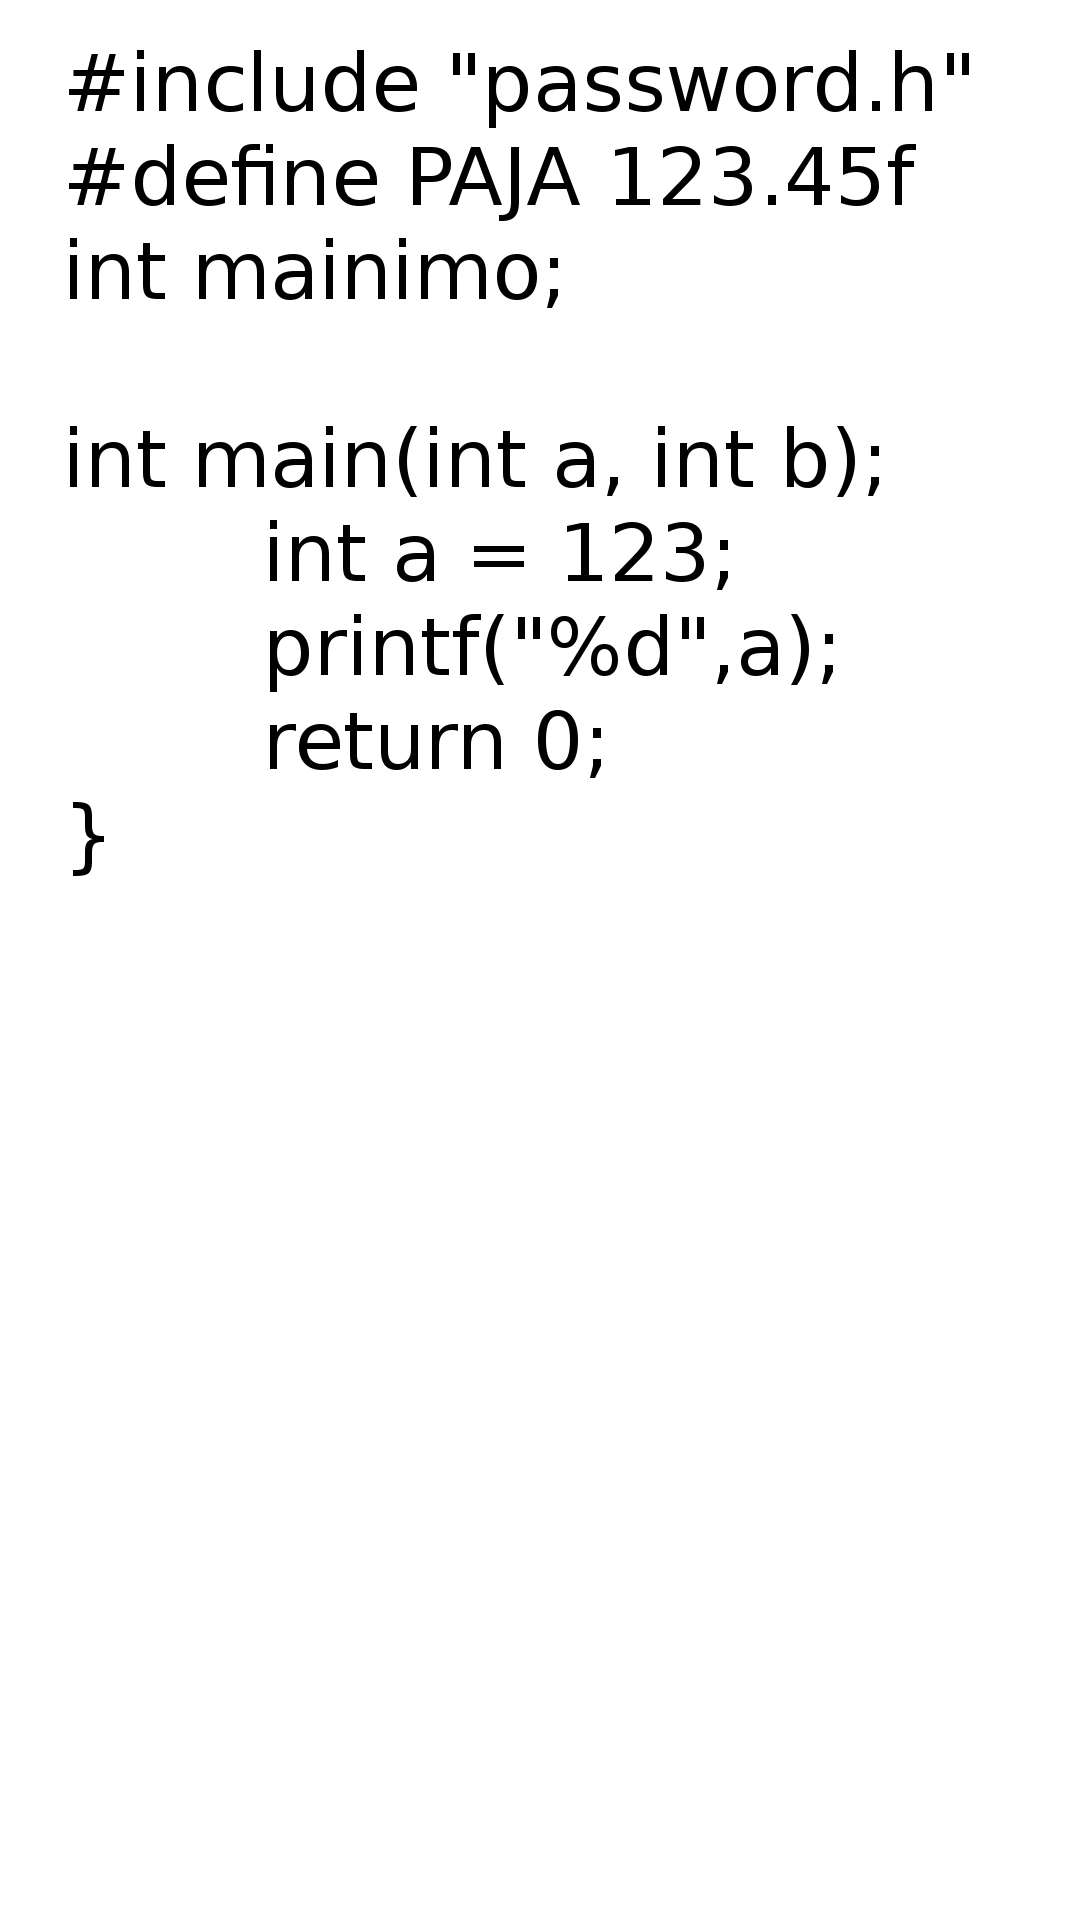 #include "password.h"
#define PAJA 123.45f
int mainimo;

int main(int a, int b);
        int a = 123;
        printf("%d",a);
        return 0;
}